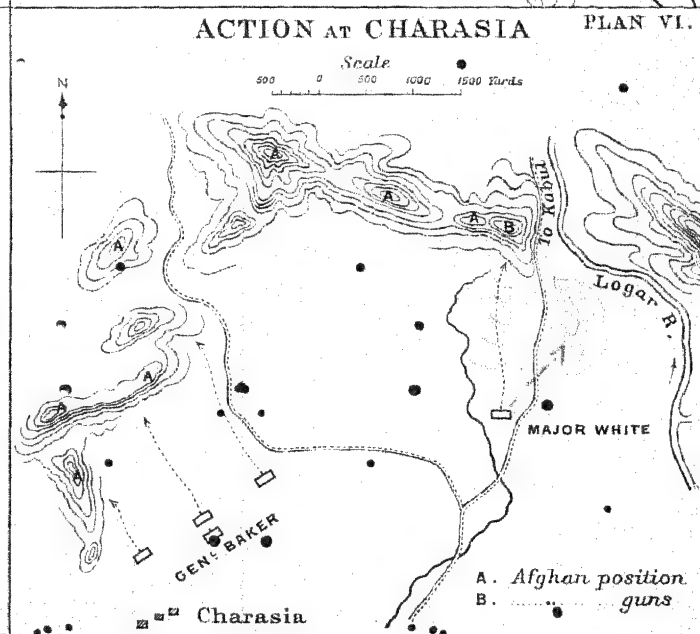 ACTION AT CHARASIA
PLAN VI.
Scale
500 0 500 1000 1500 Yards
N
A
A
A
B
To Kabul
A
Logar R.
A
A
A
MAJOR WHITE
GENL. BAKER
A. Afghan position
B. .. guns
Charasia